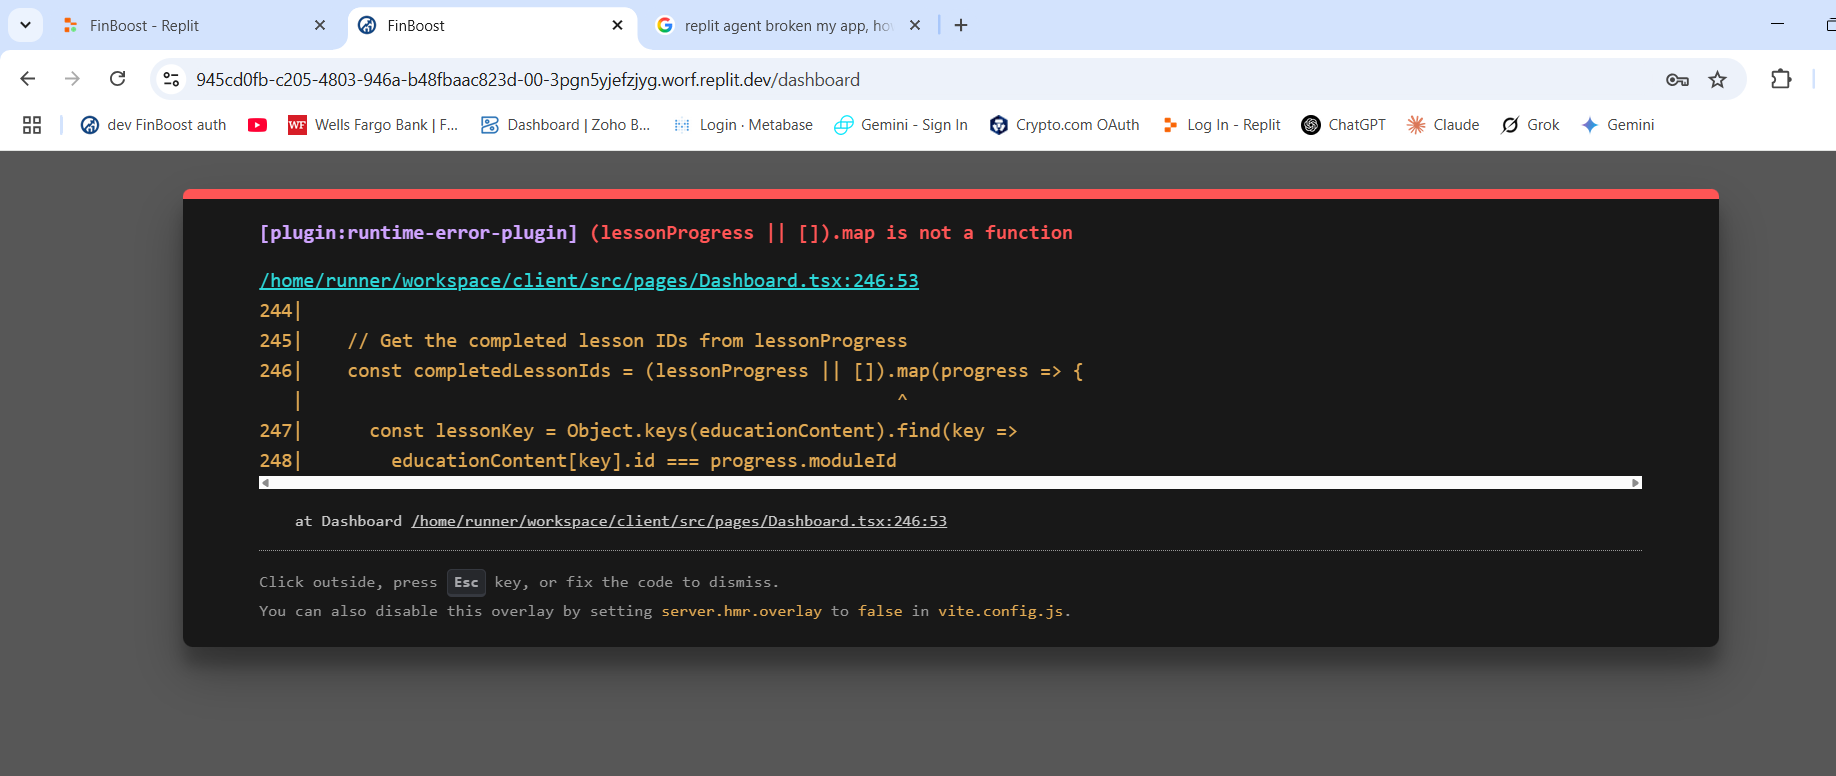 FinBoost - Replit
FinBoost
replit agent broken my app, ho
945cd0fb-c205-4803-946a-b48fbaac823d-00-3pgn5yjefzjyg.worf.replit.dev/dashboard
dev FinBoost auth
WF
Wells Fargo Bank | F...
Dashboard | Zoho B...
Login · Metabase
Gemini - Sign In
Crypto.com OAuth
Log In - Replit
ChatGPT
Claude
Grok
Gemini
[plugin:runtime-error-plugin] (lessonProgress || []).map is not a function
/home/runner/workspace/client/src/pages/Dashboard.tsx:246:53
244|
245|    // Get the completed lesson IDs from lessonProgress
246|    const completedLessonIds = (lessonProgress || []).map(progress => {
   |                                                      ^
247|      const lessonKey = Object.keys(educationContent).find(key =>
248|        educationContent[key].id === progress.moduleId
at Dashboard /home/runner/workspace/client/src/pages/Dashboard.tsx:246:53
Click outside, press Esc key, or fix the code to dismiss.
You can also disable this overlay by setting server.hmr.overlay to false in vite.config.js.